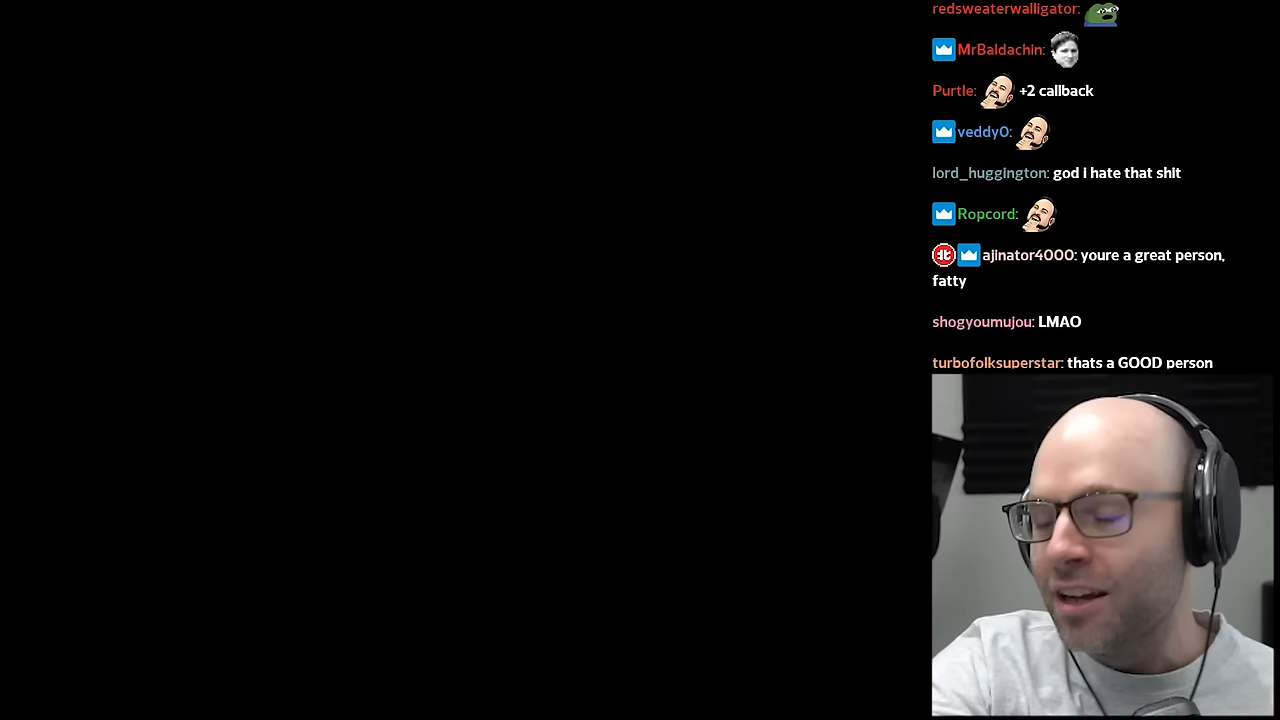 redsweaterwalligator:
MrBaldachin:
Purtle: +2 callback
veddy0:
lord_huggington: god i hate that shit
Ropcord:
ajinator4000: youre a great person,
fatty
shogyoumujou: LMAO
turbofolksuperstar: thats a GOOD person